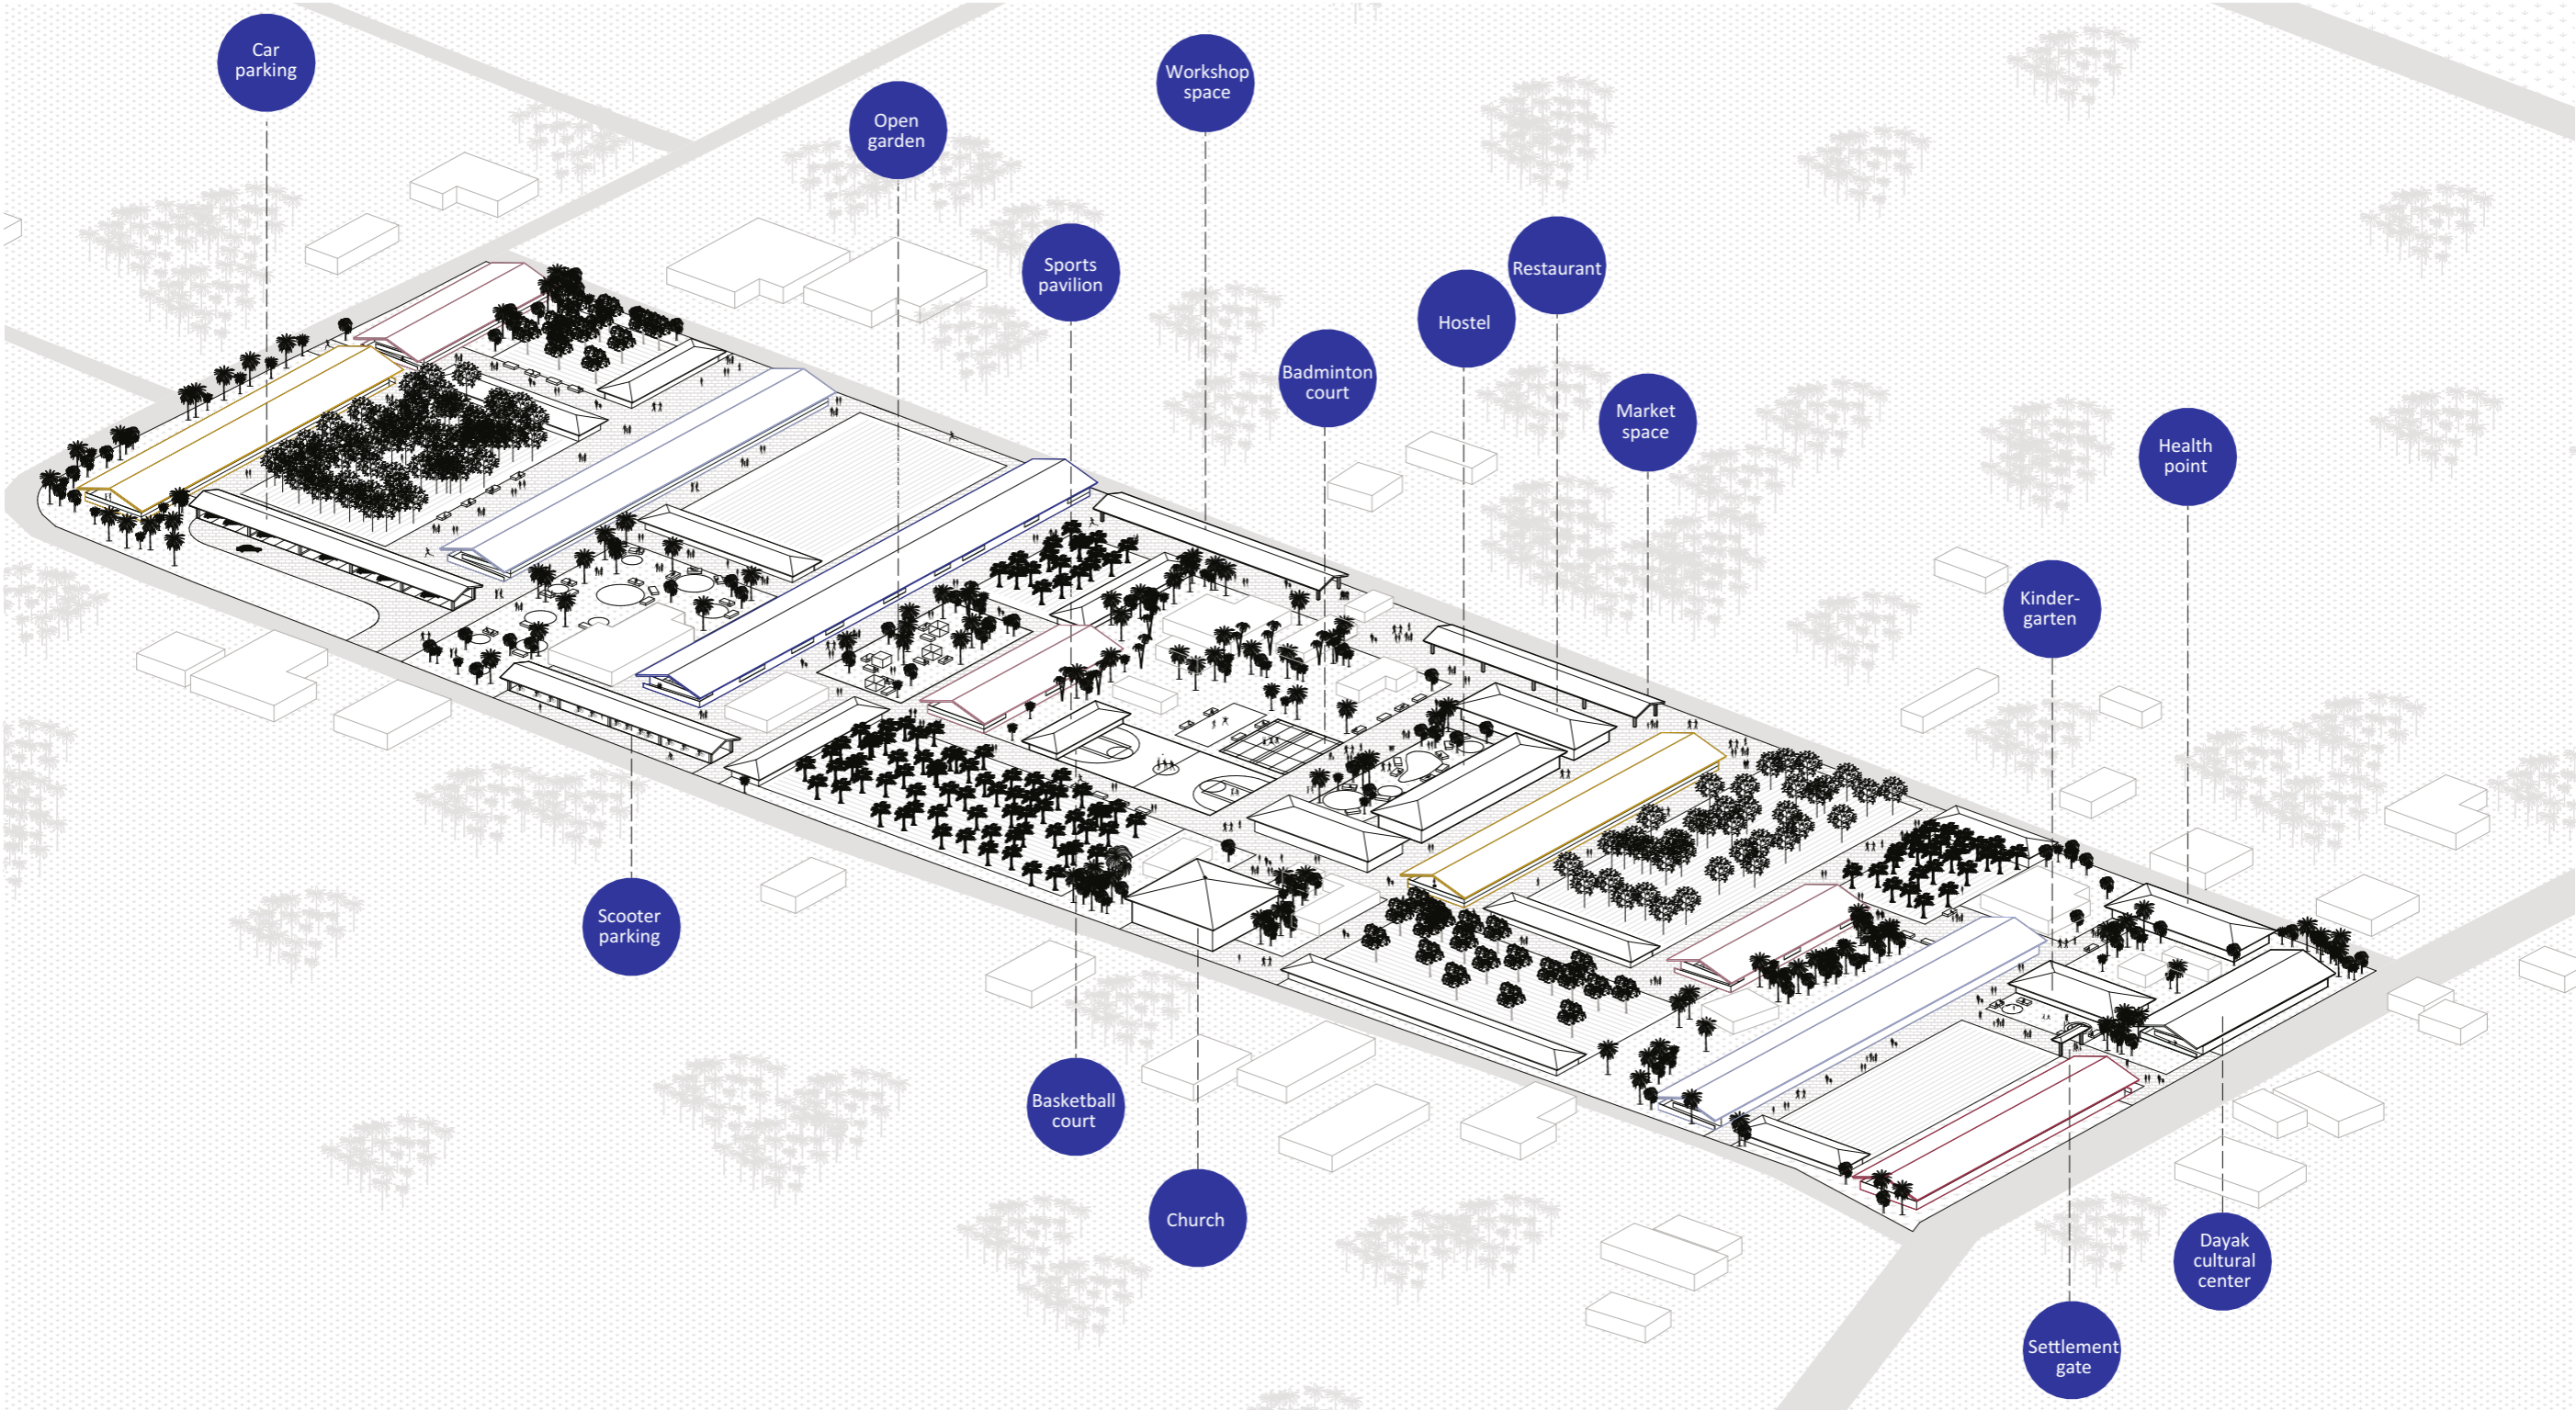 Car
parking
Open
garden
Workshop
space
Sports
pavilion
Restaurant
Hostel
Badminton
court
Market
space
Health
point
Kinder-
garten
Scooter
parking
Basketball
court
Church
Dayak
cultural
center
Settlement
gate